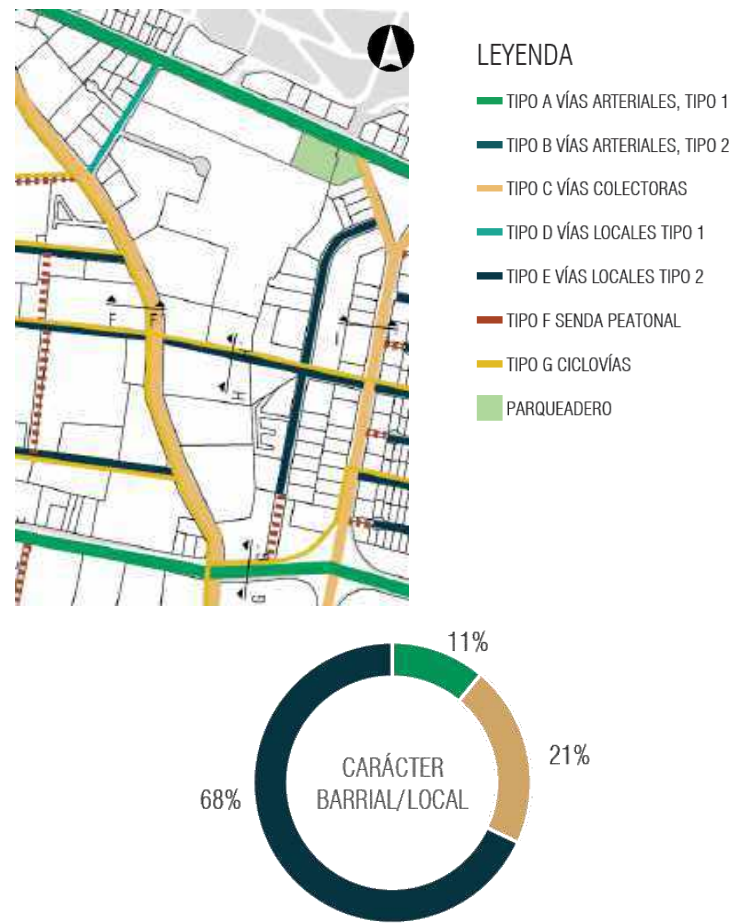 LEYENDA
TIPO A VÍAS ARTERIALES, TIPO 1
TIPO B VÍAS ARTERIALES, TIPO 2
TIPO C VÍAS COLECTORAS
TIPO D VÍAS LOCALES TIPO 1
TIPO E VÍAS LOCALES TIPO 2
TIPO F SENDA PEATONAL
TIPO G CICLOVÍAS
PARQUEADERO
F
H
I
G
11%
21%
68%
CARÁCTER
BARRIAL/LOCAL